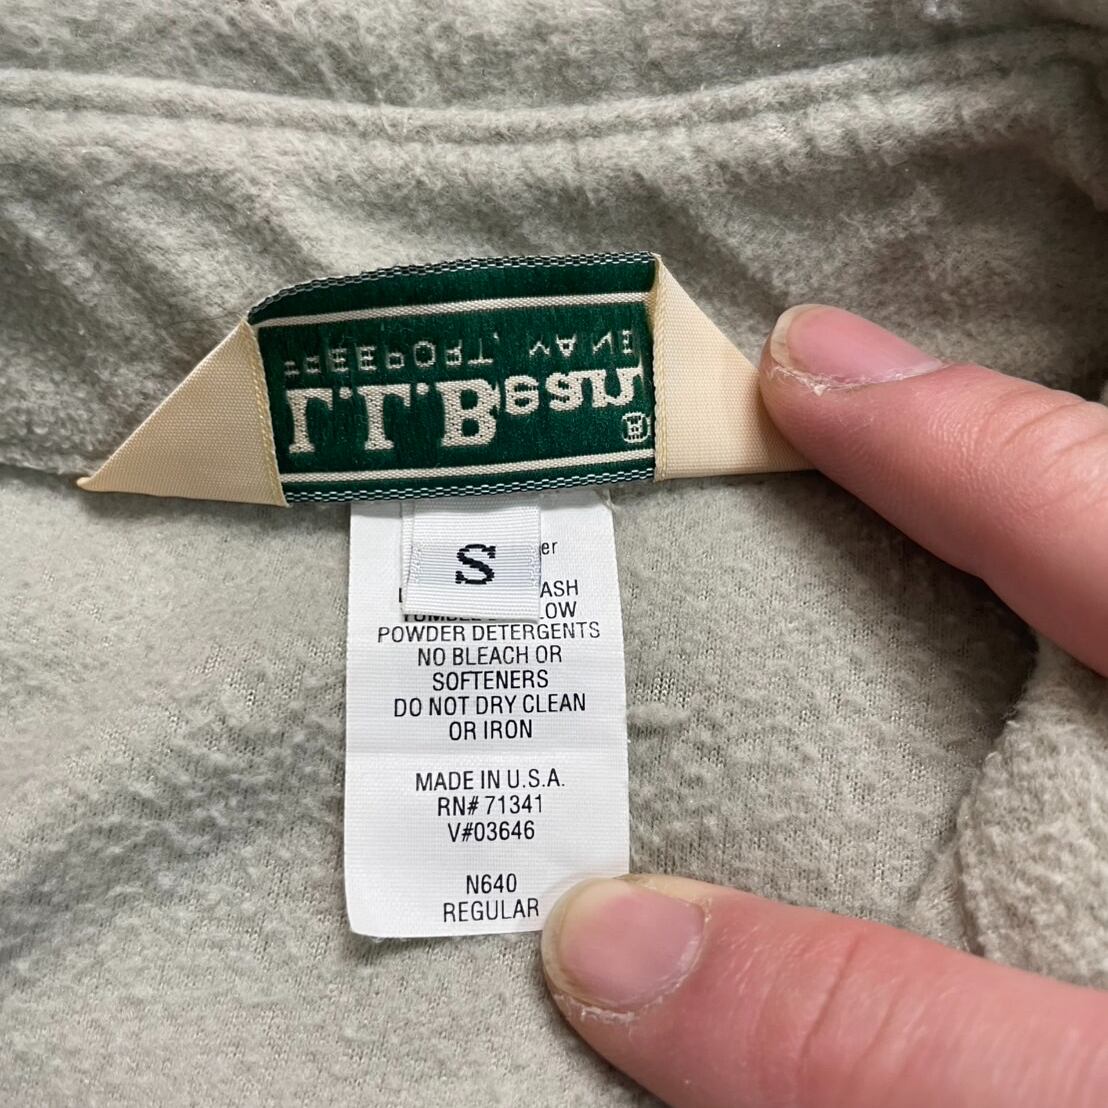 L.L.Bean®
FREEPORT, MAINE
S
TUMBLE
POWDER DETERGENTS
NO BLEACH OR
SOFTENERS
DO NOT DRY CLEAN
OR IRON
MADE IN U.S.A.
RN# 71341
V#03646
N640
REGULAR